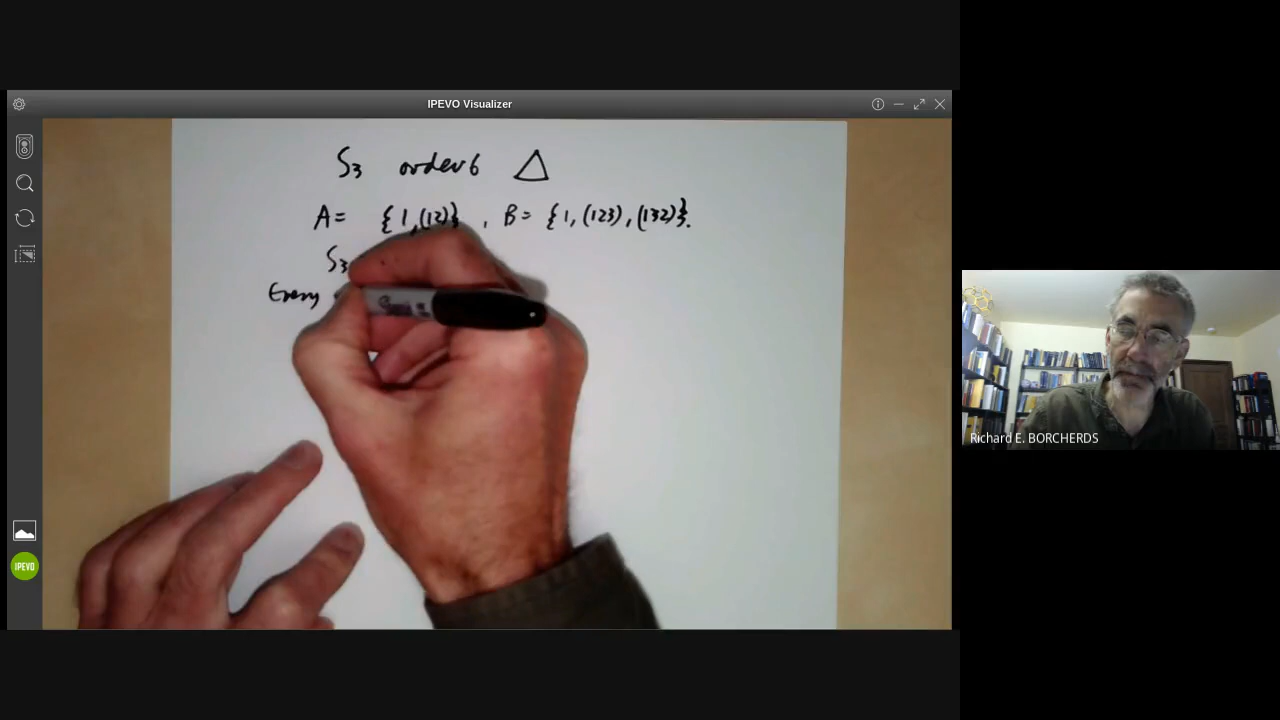 IPEVO Visualizer
S₃ order 6 △
A = {1,(12)}, B = {1,(123),(132)}.
S₃
Every
IPEVO
Richard E. BORCHERDS